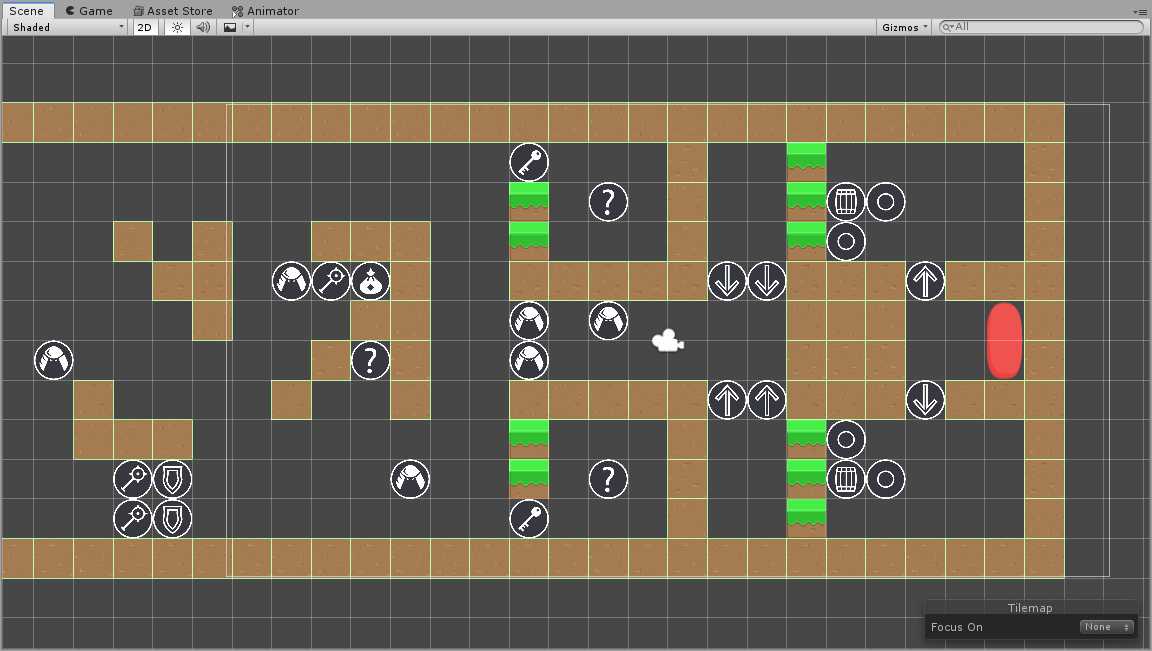 Scene Game Asset Store Animator
Shaded 2D Gizmos All
?
?
?
Tilemap
Focus On None